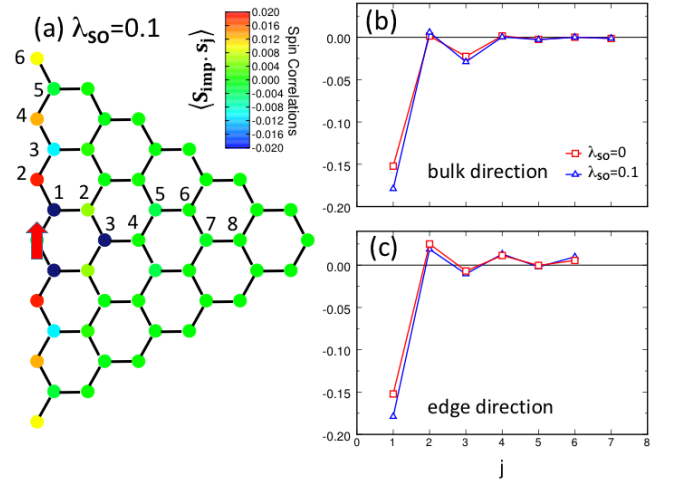 (a) λSO=0.1
⟨Simp· sj⟩
Spin Correlations
0.020
0.016
0.012
0.008
0.004
0.000
-0.004
-0.008
-0.012
-0.016
-0.020
6
5
4
3
2
1 2
3 4 5 6 7 8
(b)
0.00
-0.05
-0.10
-0.15
-0.20
bulk direction
λSO=0
λSO=0.1
(c)
0.00
-0.05
-0.10
-0.15
-0.20
edge direction
0 1 2 3 4 5 6 7 8
j